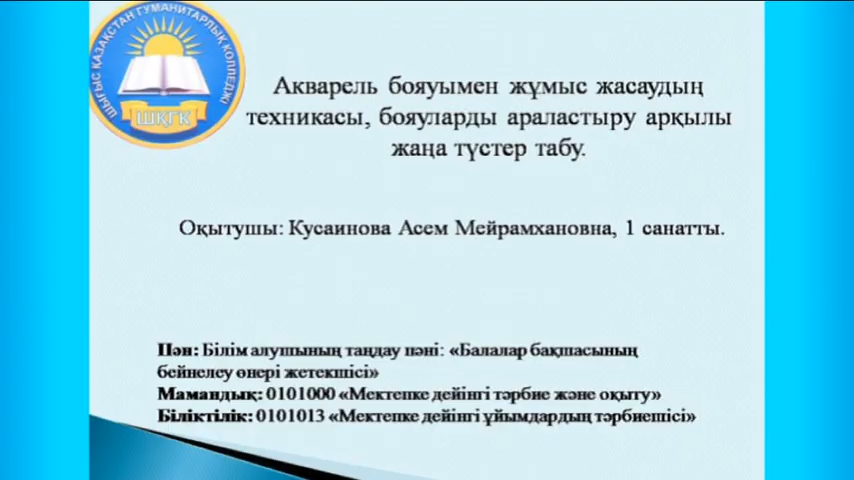 ШЫҒЫС ҚАЗАҚСТАН ГУМАНИТАРЛЫҚ КОЛЛЕДЖІ
ШҚГК
Акварель бояуымен жұмыс жасаудың
техникасы, бояуларды араластыру арқылы
жаңа түстер табу.
Оқытушы: Кусаинова Асем Мейрамхановна, 1 санатты.
Пән: Білім алушының таңдау пәні: «Балалар бақшасының
бейнелеу өнері жетекшісі»
Мамандық: 0101000 «Мектепке дейінгі тәрбие және оқыту»
Біліктілік: 0101013 «Мектепке дейінгі ұйымдардың тәрбиешісі»